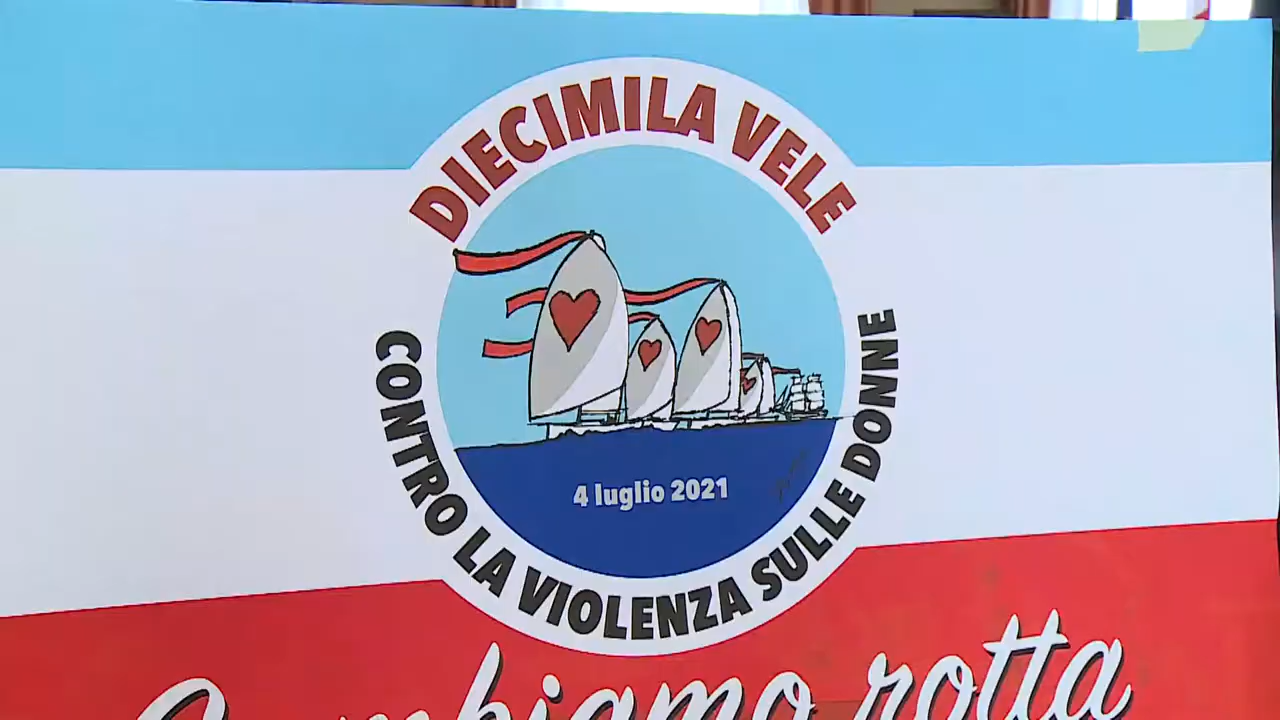 DIECIMILA VELE
4 luglio 2021
CONTRO LA VIOLENZA SULLE DONNE
Cambiamo rotta